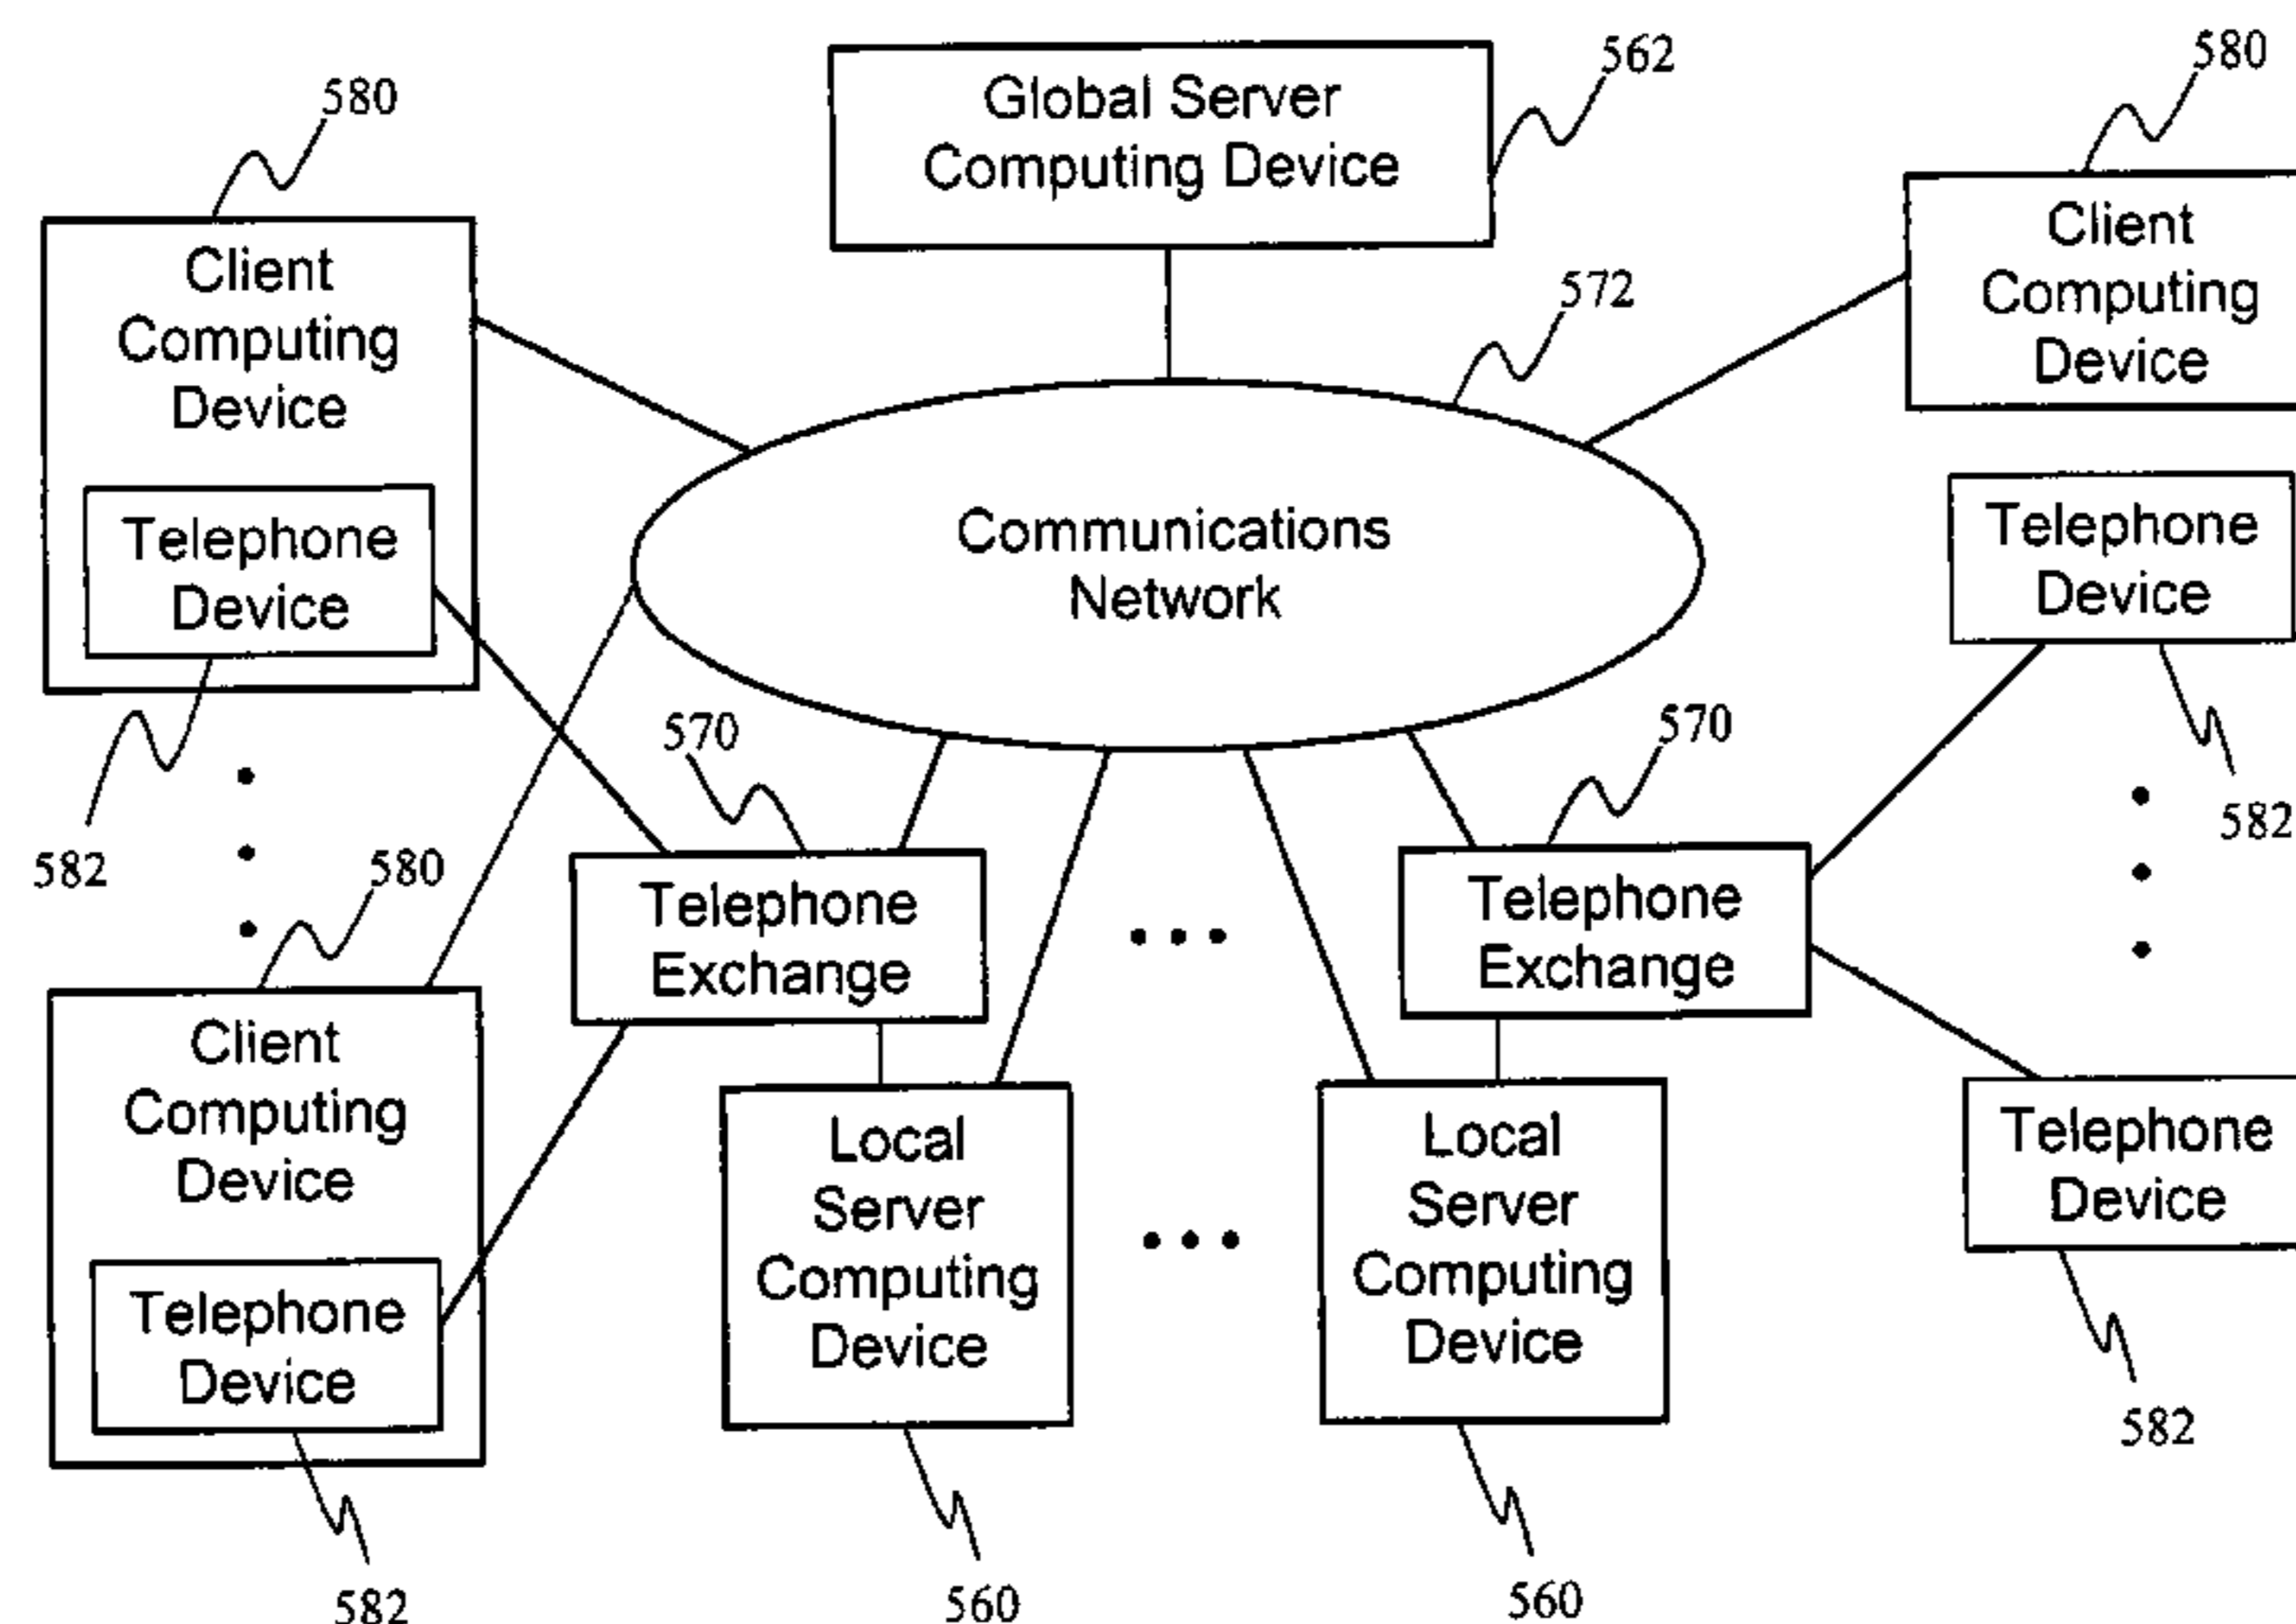 580
Global Server
Computing Device
562
580
Client
Computing
Device
Client
Computing
Device
572
Telephone
Device
Communications
Network
Telephone
Device
582
580
570
570
582
Telephone
Exchange
Telephone
Exchange
Client
Computing
Device
Local
Server
Computing
Device
Local
Server
Computing
Device
Telephone
Device
Telephone
Device
582
582
560
560